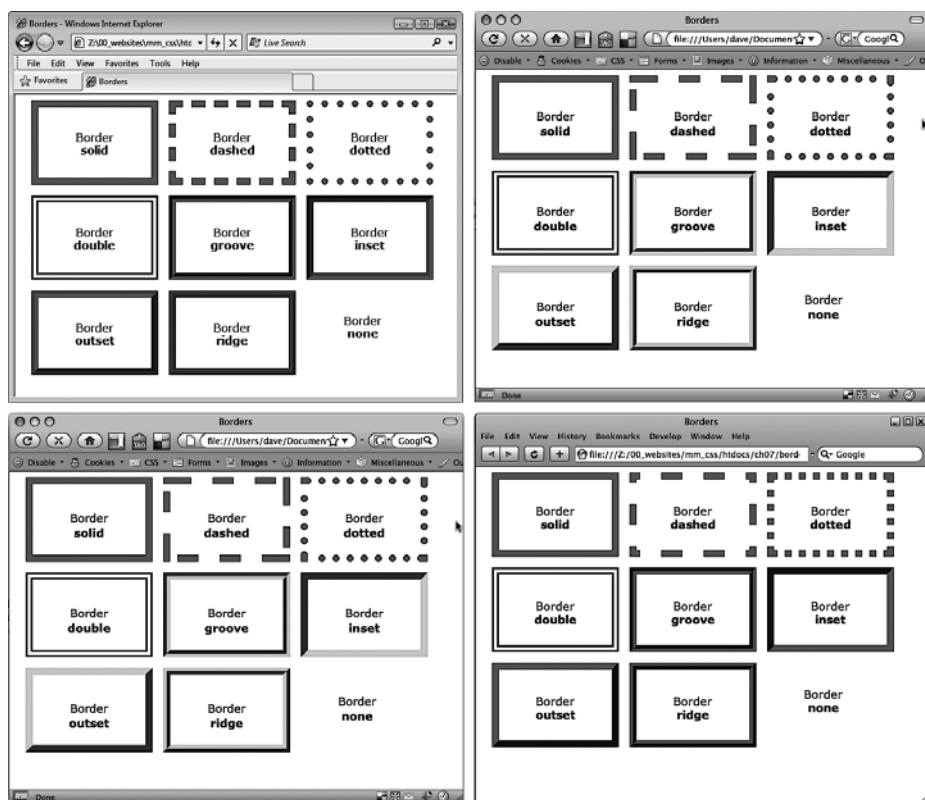 Borders - Windows Internet Explorer
Z:\00_websites\mm_css\htc
Live Search
File Edit View Favorites Tools Help
Favorites Borders
Border solid
Border dashed
Border dotted
Border double
Border groove
Border inset
Border outset
Border ridge
Border none
Borders
file:///Users/dave/Documen
Googl
Disable Cookies CSS Forms Images Information Miscellaneous
Border solid
Border dashed
Border dotted
Border double
Border groove
Border inset
Border outset
Border ridge
Border none
Done
Borders
file:///Users/dave/Documen
Googl
Disable Cookies CSS Forms Images Information Miscellaneous Ou
Border solid
Border dashed
Border dotted
Border double
Border groove
Border inset
Border outset
Border ridge
Border none
Done
Borders
File Edit View History Bookmarks Develop Window Help
file:///Z:/00_websites/mm_css/htdocs/ch07/bord
Google
Border solid
Border dashed
Border dotted
Border double
Border groove
Border inset
Border outset
Border ridge
Border none